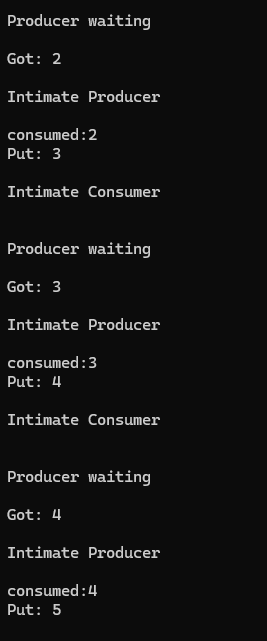 Producer waiting
Got: 2
Intimate Producer
consumed:2
Put: 3
Intimate Consumer
Producer waiting
Got: 3
Intimate Producer
consumed:3
Put: 4
Intimate Consumer
Producer waiting
Got: 4
Intimate Producer
consumed:4
Put: 5